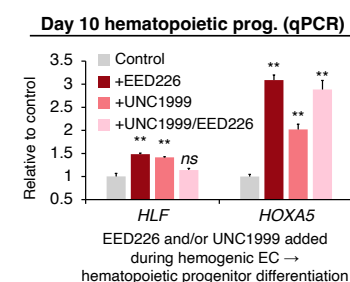 Day 10 hematopoietic prog. (qPCR)
Relative to control
3.5
3
2.5
2
1.5
1
0.5
Control
+EED226
+UNC1999
+UNC1999/EED226
** ** ns
** ** **
HLF HOXA5
EED226 and/or UNC1999 added
during hemogenic EC →
hematopoietic progenitor differentiation